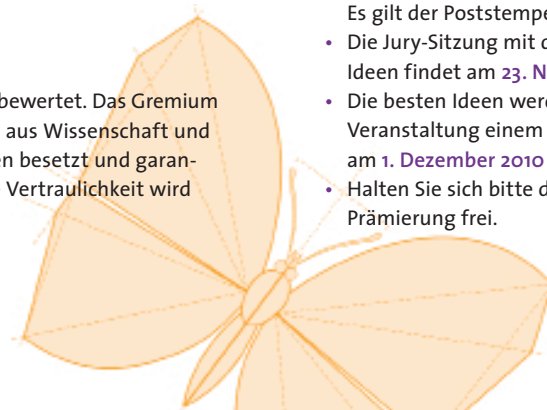 bewertet. Das Gremium
aus Wissenschaft und
en besetzt und garan-
Vertraulichkeit wird
Es gilt der Poststempe
• Die Jury-Sitzung mit d
Ideen findet am 23. N
• Die besten Ideen werd
Veranstaltung einem
am 1. Dezember 2010
• Halten Sie sich bitte d
Prämierung frei.